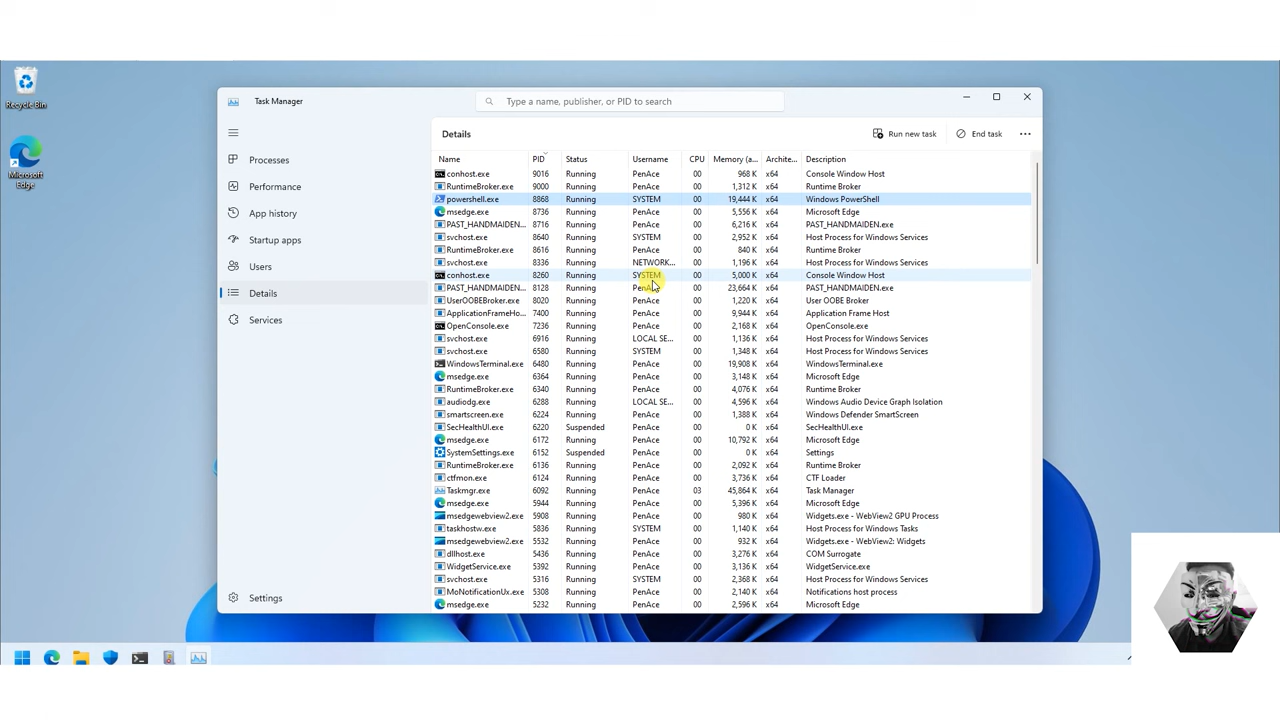 Recycle Bin
Microsoft
Edge
Task Manager
Type a name, publisher, or PID to search
Processes
Performance
App history
Startup apps
Users
Details
Services
Settings
Details
Run new task
End task
Name PID Status Username CPU Memory (a... Archite... Description
conhost.exe 9016 Running PenAce 00 968 K x64 Console Window Host
RuntimeBroker.exe 9000 Running PenAce 00 1,312 K x64 Runtime Broker
powershell.exe 8868 Running SYSTEM 00 19,444 K x64 Windows PowerShell
msedge.exe 8736 Running PenAce 00 5,556 K x64 Microsoft Edge
PAST_HANDMAIDEN... 8716 Running PenAce 00 6,216 K x64 PAST_HANDMAIDEN.exe
svchost.exe 8640 Running SYSTEM 00 2,952 K x64 Host Process for Windows Services
RuntimeBroker.exe 8616 Running PenAce 00 840 K x64 Runtime Broker
svchost.exe 8336 Running NETWORK... 00 1,196 K x64 Host Process for Windows Services
conhost.exe 8260 Running SYSTEM 00 5,000 K x64 Console Window Host
PAST_HANDMAIDEN... 8128 Running PenAce 00 23,664 K x64 PAST_HANDMAIDEN.exe
UserOOBEBroker.exe 8020 Running PenAce 00 1,220 K x64 User OOBE Broker
ApplicationFrameHo... 7400 Running PenAce 00 9,944 K x64 Application Frame Host
OpenConsole.exe 7236 Running PenAce 00 2,168 K x64 OpenConsole.exe
svchost.exe 6916 Running LOCAL SE... 00 1,136 K x64 Host Process for Windows Services
svchost.exe 6580 Running SYSTEM 00 1,348 K x64 Host Process for Windows Services
WindowsTerminal.exe 6480 Running PenAce 00 19,908 K x64 WindowsTerminal.exe
msedge.exe 6364 Running PenAce 00 3,148 K x64 Microsoft Edge
RuntimeBroker.exe 6340 Running PenAce 00 4,076 K x64 Runtime Broker
audiodg.exe 6288 Running LOCAL SE... 00 4,596 K x64 Windows Audio Device Graph Isolation
smartscreen.exe 6224 Running PenAce 00 1,388 K x64 Windows Defender SmartScreen
SecHealthUI.exe 6220 Suspended PenAce 00 0 K x64 SecHealthUI.exe
msedge.exe 6172 Running PenAce 00 10,792 K x64 Microsoft Edge
SystemSettings.exe 6152 Suspended PenAce 00 0 K x64 Settings
RuntimeBroker.exe 6136 Running PenAce 00 2,092 K x64 Runtime Broker
ctfmon.exe 6124 Running PenAce 00 3,736 K x64 CTF Loader
Taskmgr.exe 6092 Running PenAce 03 45,864 K x64 Task Manager
msedge.exe 5944 Running PenAce 00 5,396 K x64 Microsoft Edge
msedgewebview2.exe 5908 Running PenAce 00 980 K x64 Widgets.exe - WebView2 GPU Process
taskhostw.exe 5836 Running SYSTEM 00 1,140 K x64 Host Process for Windows Tasks
msedgewebview2.exe 5532 Running PenAce 00 932 K x64 Widgets.exe - WebView2: Widgets
dllhost.exe 5436 Running PenAce 00 3,276 K x64 COM Surrogate
WidgetService.exe 5392 Running PenAce 00 3,136 K x64 WidgetService.exe
svchost.exe 5316 Running SYSTEM 00 2,368 K x64 Host Process for Windows Services
MoNotificationUx.exe 5308 Running PenAce 00 2,140 K x64 Notifications host process
msedge.exe 5232 Running PenAce 00 2,596 K x64 Microsoft Edge